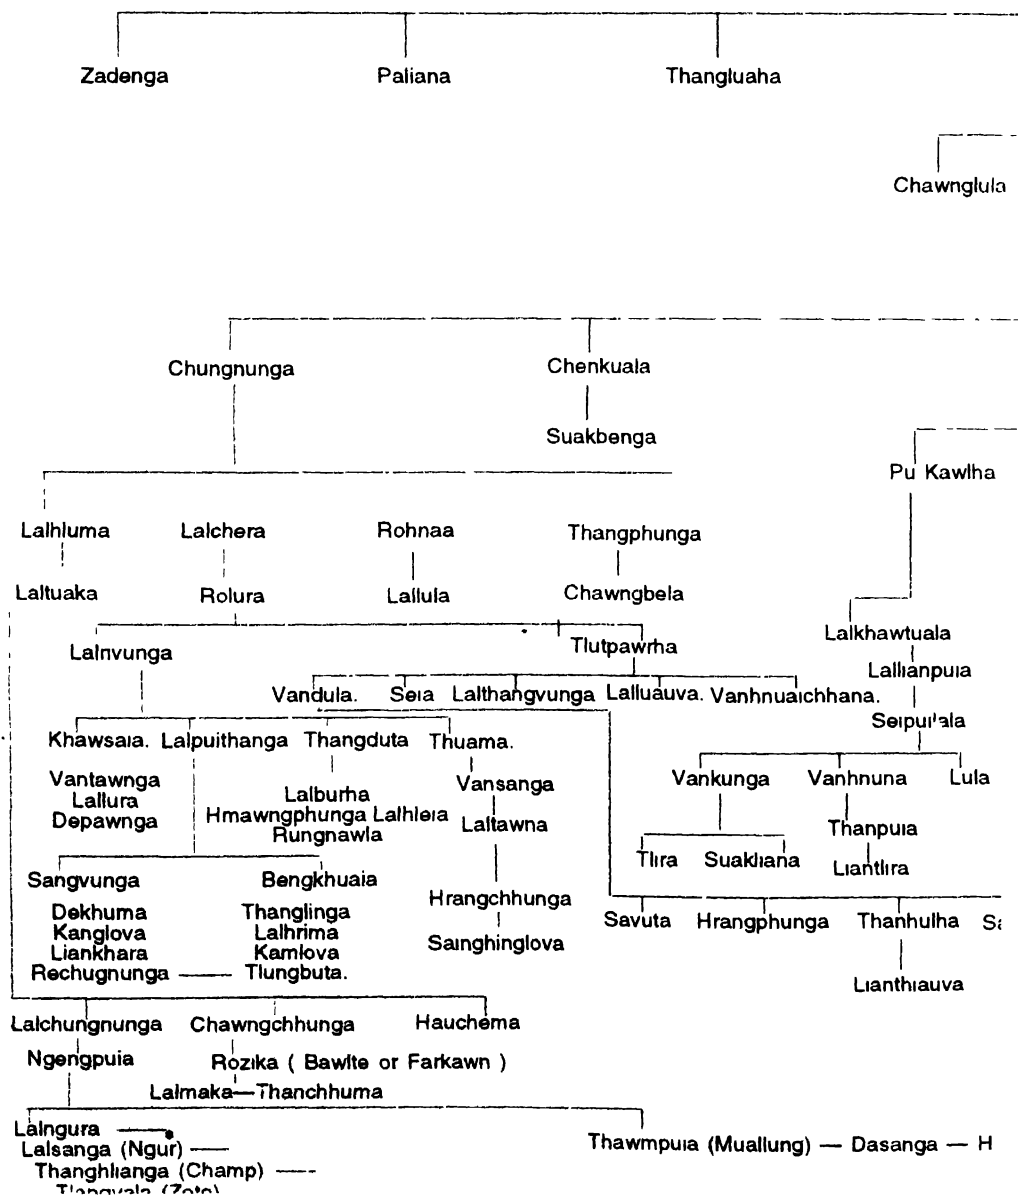 Zadenga Paliana Thangluaha
Chawnglula
Chungnunga Chenkuala
Suakbenga
Pu Kawlha
Lalhluma Lalchera Rohnaa Thangphunga
Laltuaka Rolura Lallula Chawngbela
Lalkhawtuala
Lalrivunga Tlutpawrha
Lallianpuia
Vandula. Seia Lalthangvunga Lalluauva. Vanhnuaichhana.
Khawsaia. Lalpuithanga Thangduta Thuama.
Vantawnga Vansanga Vankunga Vanhnuna Lula
Lallura Lalburha
Depawnga Hmawngphunga Lalhleia Laltawna Thanpuia
Rungnawla
Tlira Suakliana Liantlira
Sangvunga Bengkhuaia
Hrangchhunga
Dekhuma Thanglinga Savuta Hrangphunga Thanhulha
Kanglova Lalhrima
Liankhara Kamlova Sainghinglova
Rechugnunga Tlungbuta.
Lianthiauva
Lalchungnunga Chawngchhunga Hauchema
Ngengpuia Rozika ( Bawlte or Farkawn )
Lalmaka—Thanchhuma
Lalngura
Lalsanga (Ngur) — Thawmpuia (Muallung) — Dasanga — H
Thanghlianga (Champ) —